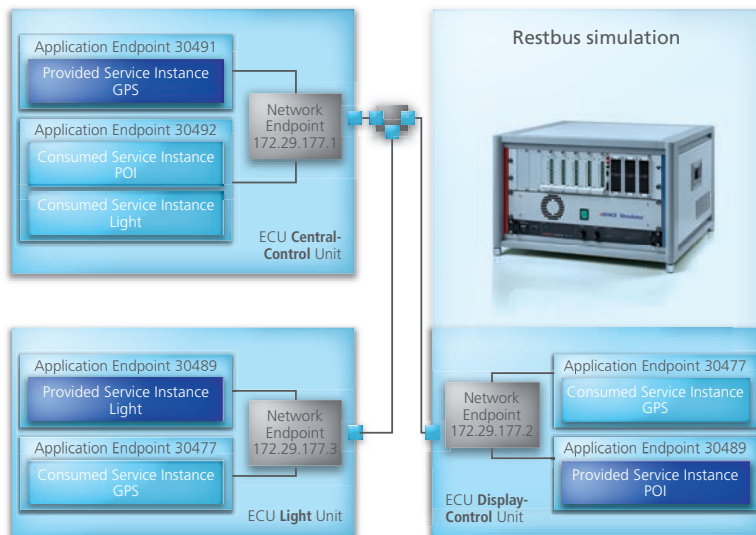 Application Endpoint 30491
Provided Service Instance
GPS
Application Endpoint 30492
Consumed Service Instance
POI
Consumed Service Instance
Light
Network
Endpoint
172.29.177.1
ECU Central-
Control Unit
Restbus simulation
dSPACE Simulator
Application Endpoint 30489
Provided Service Instance
Light
Application Endpoint 30477
Consumed Service Instance
GPS
Network
Endpoint
172.29.177.3
ECU Light Unit
Network
Endpoint
172.29.177.2
ECU Display-
Control Unit
Application Endpoint 30477
Consumed Service Instance
GPS
Application Endpoint 30489
Provided Service Instance
POI